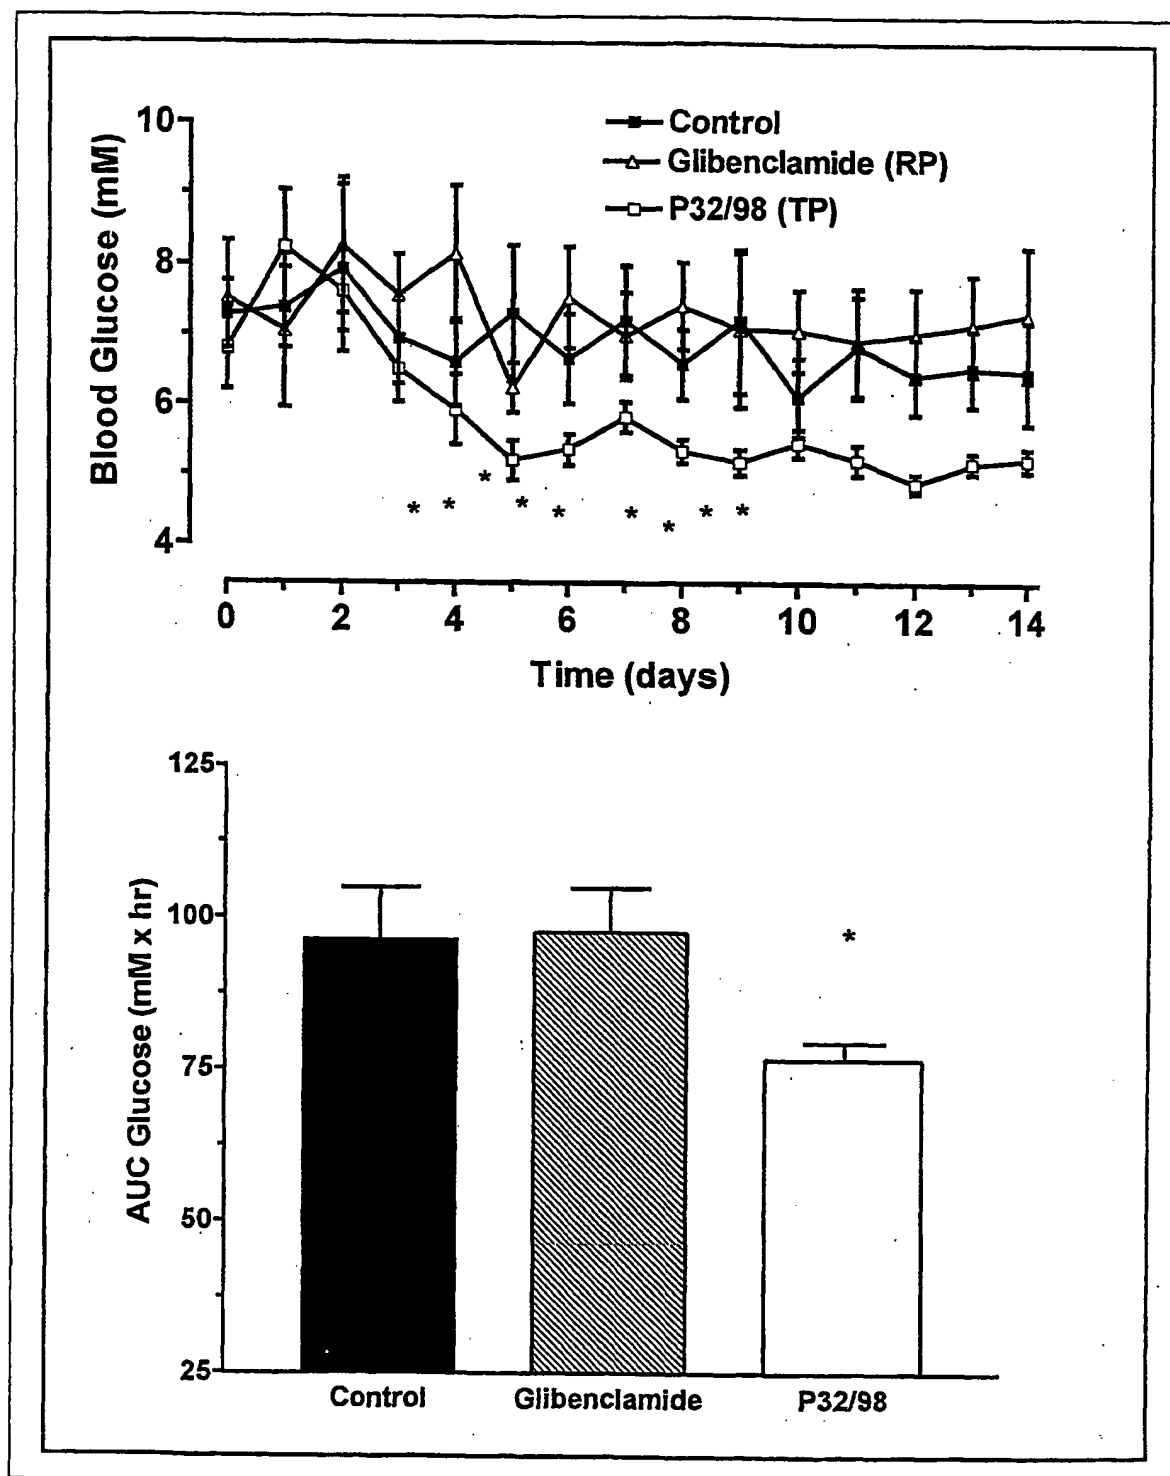 10
Control
Glibenclamide (RP)
P32/98 (TP)
Blood Glucose (mM)
8
6
* * * * * * * * *
4
0 2 4 6 8 10 12 14
Time (days)
125
AUC Glucose (mM x hr)
100
*
75
50
25
Control Glibenclamide P32/98